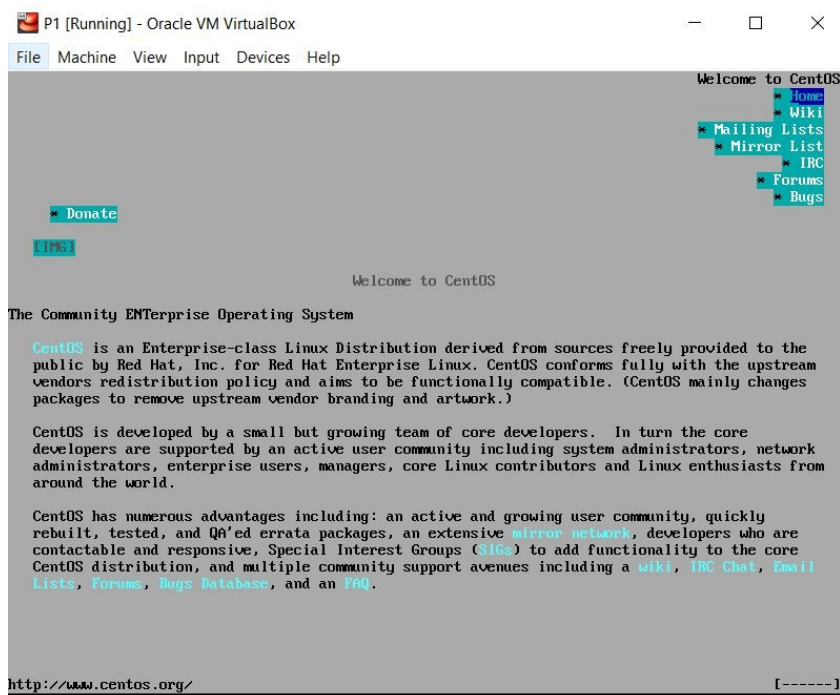 P1 [Running] - Oracle VM VirtualBox
File Machine View Input Devices Help
Welcome to CentOS
* Home
* Wiki
* Mailing Lists
* Mirror List
* IRC
* Forums
* Bugs
* Donate
[IMG]
Welcome to CentOS
The Community ENTerprise Operating System
CentOS is an Enterprise-class Linux Distribution derived from sources freely provided to the
public by Red Hat, Inc. for Red Hat Enterprise Linux. CentOS conforms fully with the upstream
vendors redistribution policy and aims to be functionally compatible. (CentOS mainly changes
packages to remove upstream vendor branding and artwork.)
CentOS is developed by a small but growing team of core developers.  In turn the core
developers are supported by an active user community including system administrators, network
administrators, enterprise users, managers, core Linux contributors and Linux enthusiasts from
around the world.
CentOS has numerous advantages including: an active and growing user community, quickly
rebuilt, tested, and QA'ed errata packages, an extensive mirror network, developers who are
contactable and responsive, Special Interest Groups (SIGs) to add functionality to the core
CentOS distribution, and multiple community support avenues including a wiki, IRC Chat, Email
Lists, Forums, Bugs Database, and an FAQ.
http://www.centos.org/ [------]